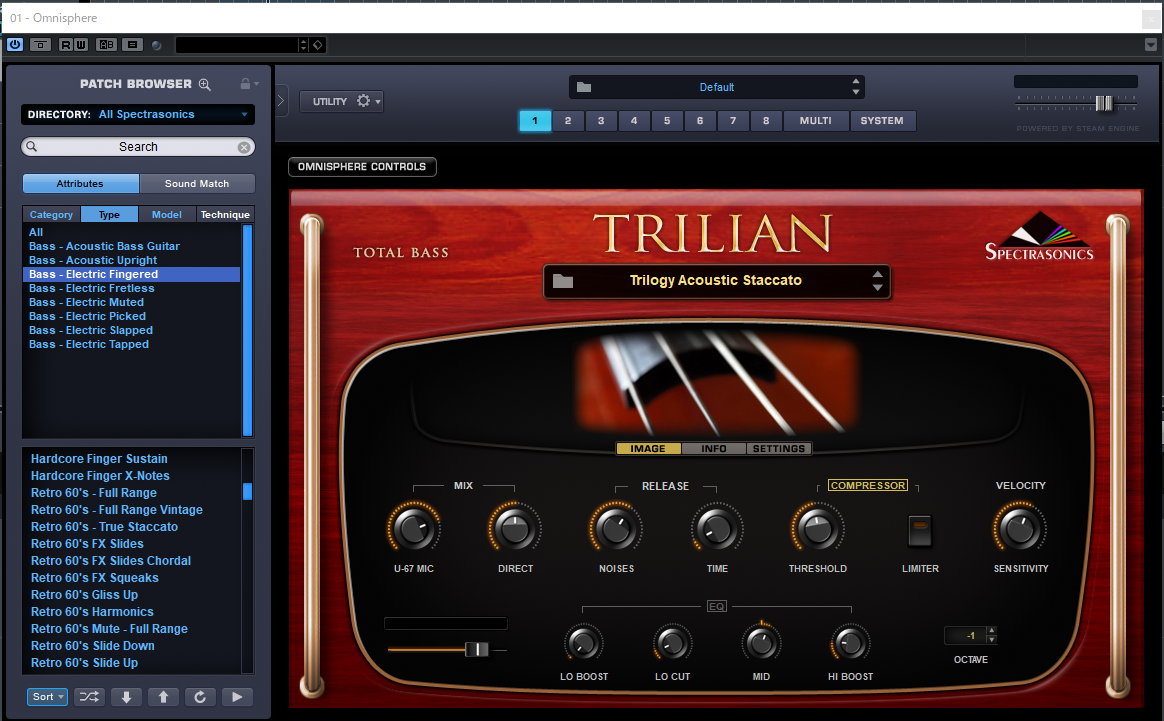 01 - Omnisphere
R W AB
PATCH BROWSER
DIRECTORY: All Spectrasonics
Search
Attributes Sound Match
Category Type Model Technique
All
Bass - Acoustic Bass Guitar
Bass - Acoustic Upright
Bass - Electric Fingered
Bass - Electric Fretless
Bass - Electric Muted
Bass - Electric Picked
Bass - Electric Slapped
Bass - Electric Tapped
Hardcore Finger Sustain
Hardcore Finger X-Notes
Retro 60's - Full Range
Retro 60's - Full Range Vintage
Retro 60's - True Staccato
Retro 60's FX Slides
Retro 60's FX Slides Chordal
Retro 60's FX Squeaks
Retro 60's Gliss Up
Retro 60's Harmonics
Retro 60's Mute - Full Range
Retro 60's Slide Down
Retro 60's Slide Up
Sort
UTILITY
Default
1 2 3 4 5 6 7 8 MULTI SYSTEM
POWERED BY STEAM ENGINE
OMNISPHERE CONTROLS
TOTAL BASS
TRILIAN
SPECTRASONICS
Trilogy Acoustic Staccato
IMAGE INFO SETTINGS
MIX RELEASE COMPRESSOR VELOCITY
U-67 MIC DIRECT NOISES TIME THRESHOLD LIMITER SENSITIVITY
EQ
LO BOOST LO CUT MID HI BOOST
-1
OCTAVE